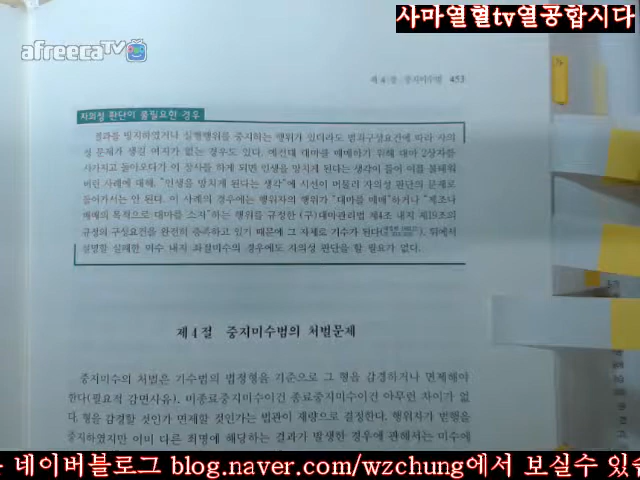 사마열혈tv열공합시다
afreecaTV
제 4 장 중지미수범 453
자의성 판단이 불필요한 경우
결과를 방지하였거나 실행행위를 중지하는 행위가 있더라도 범죄구성요건에 따라 자의
성 문제가 생길 여지가 없는 경우도 있다. 예컨대 대마를 매매하기 위해 대마 2상자를
사가지고 돌아오다가 이 장사를 하게 되면 인생을 망치게 된다는 생각이 들어 이를 불태워
버린 사례에 대해, "인생을 망치게 된다는 생각"에 시선이 머물러 자의성 판단의 문제로
들어가서는 안 된다. 이 사례의 경우에는 행위자의 행위가 "대마를 매매"하거나 "제조나
매매의 목적으로 대마를 소지"하는 행위를 규정한 (구)대마관리법 제4조 내지 제19조의
규정의 구성요건을 완전히 충족하고 있기 때문에 그 자체로 기수가 된다. 뒤에서
설명할 실패한 미수 내지 좌절미수의 경우에도 자의성 판단을 할 필요가 없다.
제 4 절 중지미수범의 처벌문제
중지미수의 처벌은 기수범의 법정형을 기준으로 그 형을 감경하거나 면제해야
한다(필요적 감면사유). 미종료중지미수이건 종료중지미수이건 아무런 차이가 없
다. 형을 감경할 것인가 면제할 것인가는 법관이 재량으로 결정한다. 행위자가 범행을
중지하였지만 이미 다른 죄명에 해당하는 결과가 발생한 경우에 관해서는 미수에
네이버블로그 blog.naver.com/wzchung에서 보실수 있습